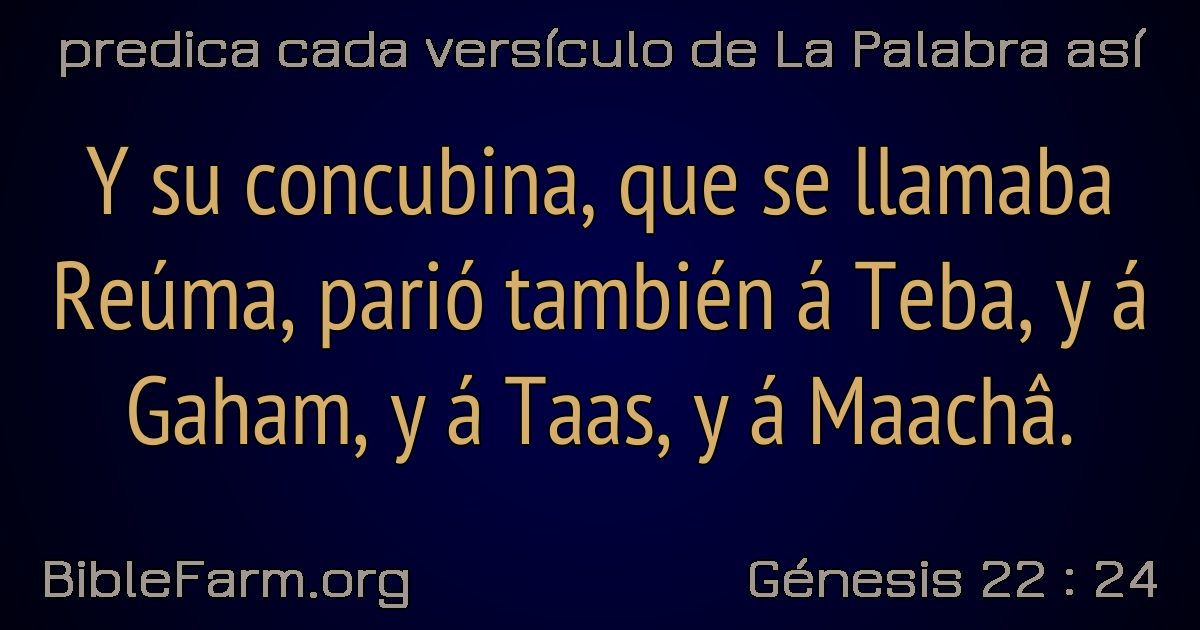 predica cada versículo de La Palabra así
Y su concubina, que se llamaba
Reúma, parió también á Teba, y á
Gaham, y á Taas, y á Maachâ.
BibleFarm.org
Génesis 22 : 24